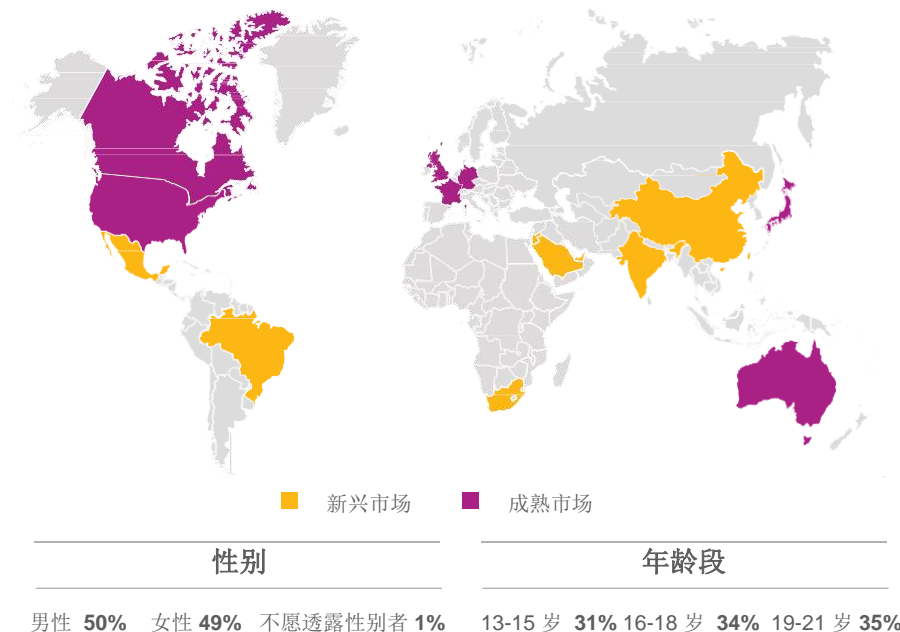 新兴市场 成熟市场
性别 年龄段
男性 50% 女性 49% 不愿透露性别者 1% 13-15 岁 31% 16-18 岁 34% 19-21 岁 35%